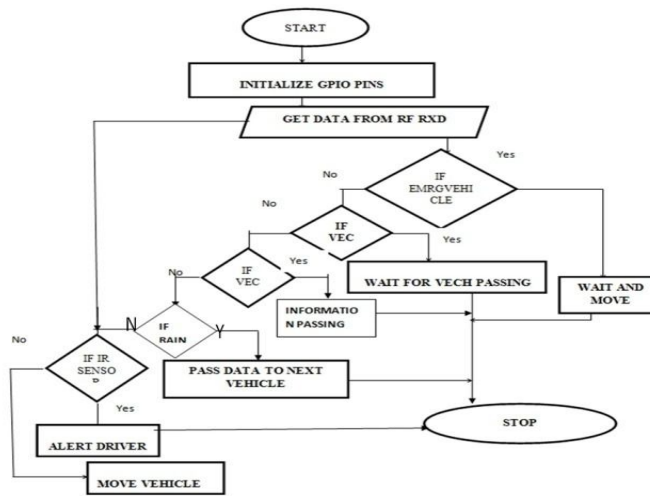 START
INITIALIZE GPIO PINS
GET DATA FROM RF RXD
Yes
IF
EMRGVEHI
CLE
No
No
IF
VEC
Yes
IF
VEC
Yes
No
WAIT FOR VECH PASSING
WAIT AND
MOVE
INFORMATIO
N PASSING
N
IF
RAIN
Y
No
IF IR
SENSO
PASS DATA TO NEXT
VEHICLE
Yes
STOP
ALERT DRIVER
MOVE VEHICLE